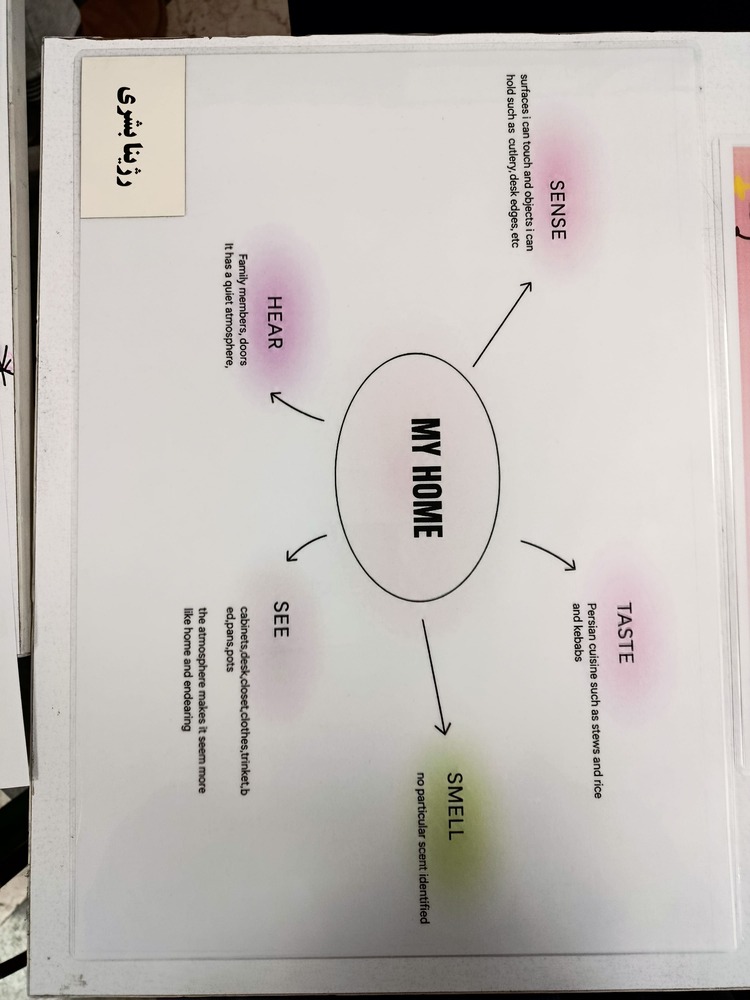 SENSE
surfaces i can touch and objects i can
hold such as cutlery,desk edges, etc
TASTE
Persian cuisine such as stews and rice
and kebabs
MY HOME
SMELL
no particular scent identified
HEAR
Family members, doors
It has a quiet atmosphere,
SEE
cabinets,desk,closet,clothes,trinket,b
ed,pans,pots
the atmosphere makes it seem more
like home and endearing
رژینا بشری